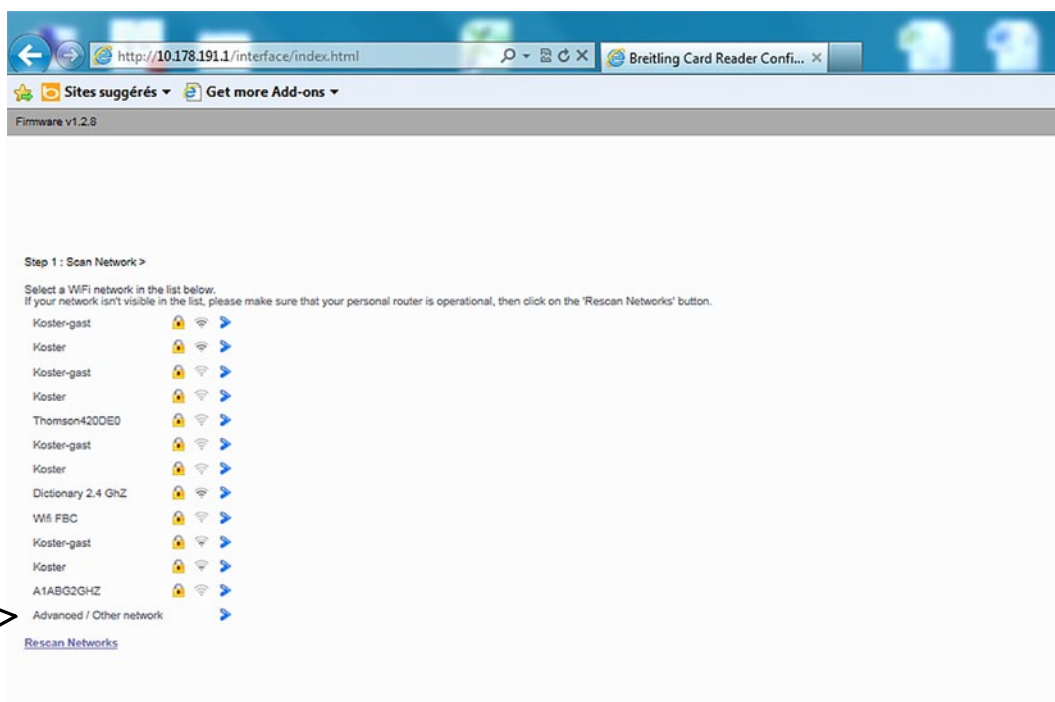 http://10.178.191.1/interface/index.html
Breitling Card Reader Confi...
Sites suggérés
Get more Add-ons
Firmware v1.2.8
Step 1 : Scan Network >
Select a WiFi network in the list below.
If your network isn't visible in the list, please make sure that your personal router is operational, then click on the 'Rescan Networks' button.
Koster-gast
Koster
Koster-gast
Koster
Thomson420DE0
Koster-gast
Koster
Dictionary 2.4 GhZ
Wifi FBC
Koster-gast
Koster
A1ABG2GHZ
Advanced / Other network
Rescan Networks